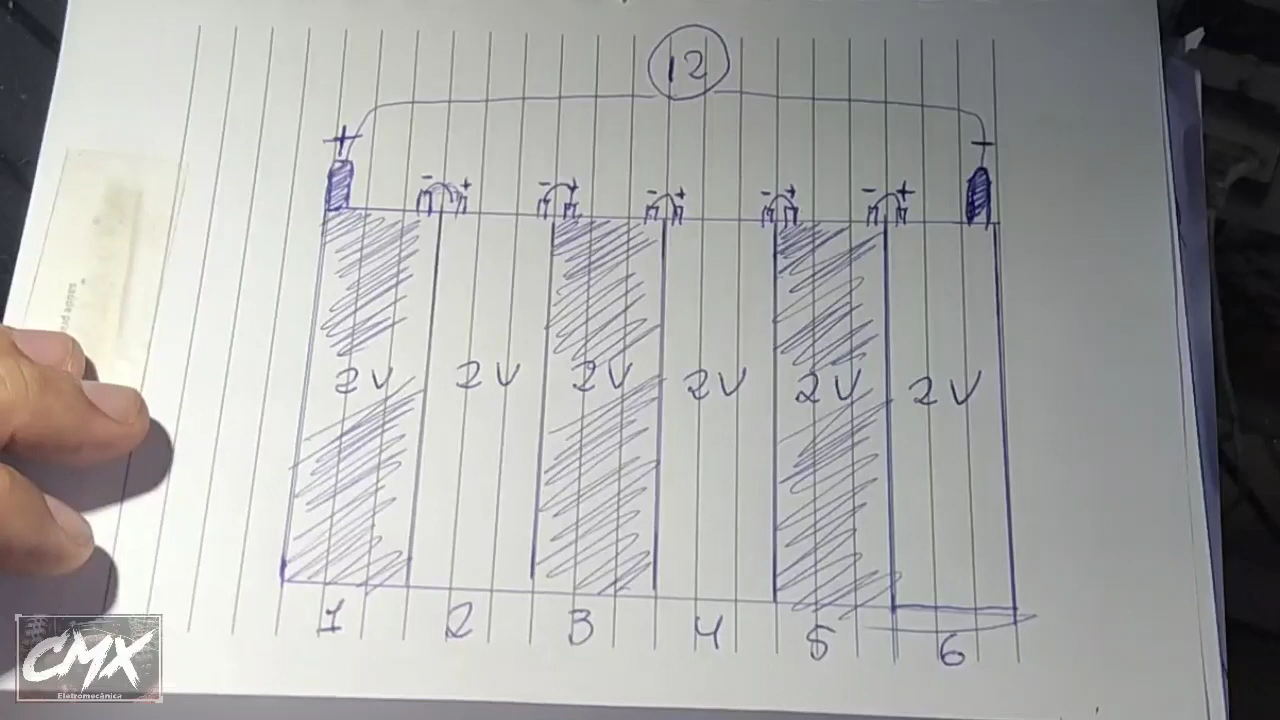 12
+ -
- + - + - + - + - +
2V 2V 2V 2V 2V 2V
1 2 3 4 5 6
#CMX
Eletromecânica